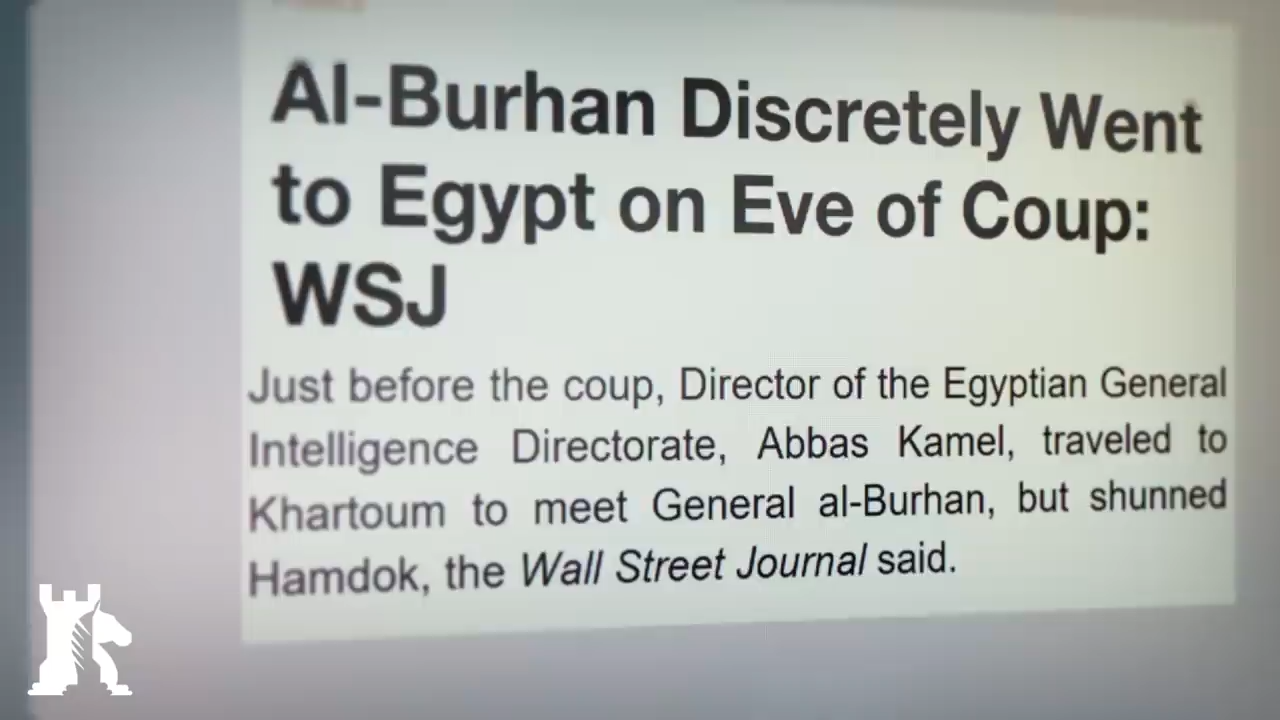 Al-Burhan Discretely Went
to Egypt on Eve of Coup:
WSJ
Just before the coup, Director of the Egyptian General
Intelligence Directorate, Abbas Kamel, traveled to
Khartoum to meet General al-Burhan, but shunned
Hamdok, the Wall Street Journal said.